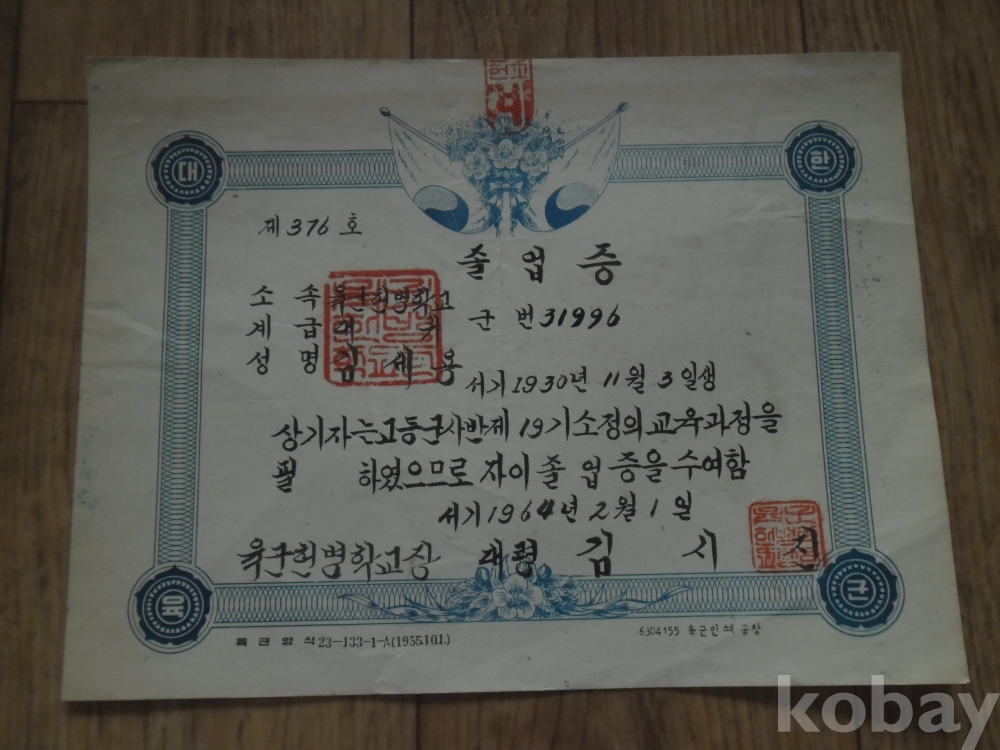 대 한
제 376 호
졸 업 증
소 속 육군헌병학교
군 번 31996
계 급 대 위
성 명 김 세 용
서기 1930년 11월 3일생
상기자는 고등군사반제 19기소정의 교육과정을
필 하였으므로 자이 졸 업 증을 수여함
서기 1964년 2월 1일
육군헌병학교장 대령 김 시 진
육 군
육 군 양 식 23-133-1-A(1955.10.1.)
6304155 육군인쇄 공창
kobay